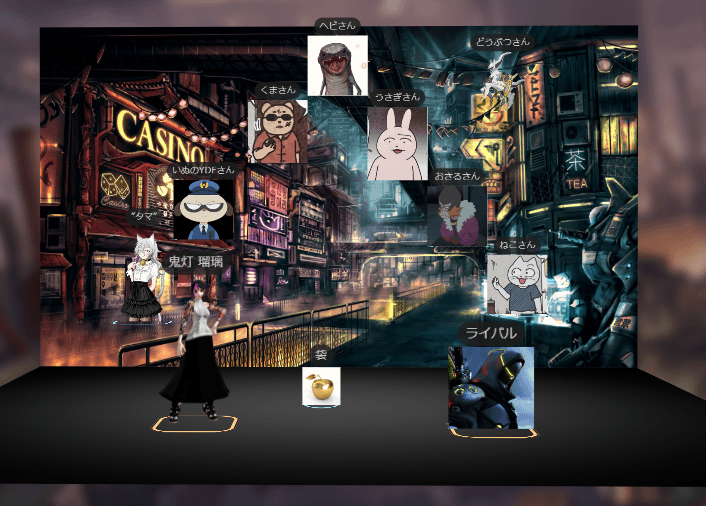 ヘビさん
どうぶつさん
くまさん
うさぎさん
CASINO
いぬのYDFさん
おさるさん
茶
TEA
"タマ"
ねこさん
鬼灯 瑠璃
ライバル
袋